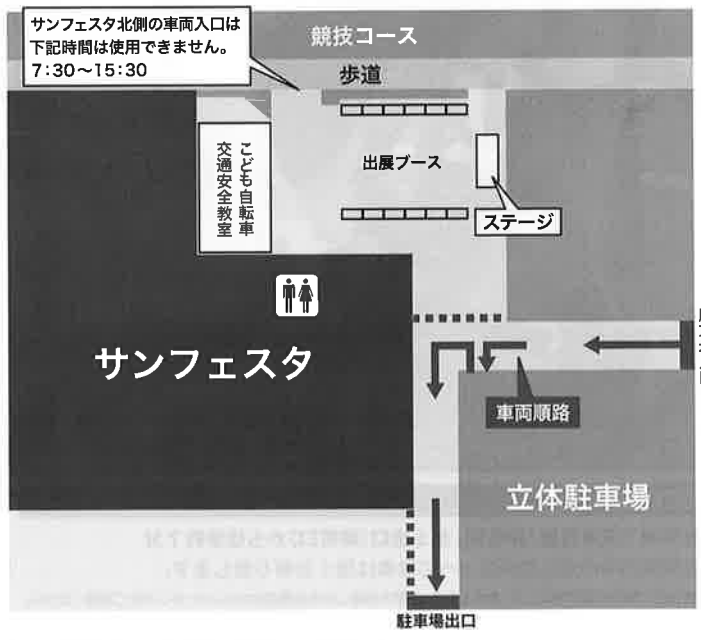 サンフェスタ北側の車両入口は
下記時間は使用できません。
7:30～15:30
競技コース
歩道
こども自転車
交通安全教室
出展ブース
ステージ
サンフェスタ
車両順路
立体駐車場
駐車場出口